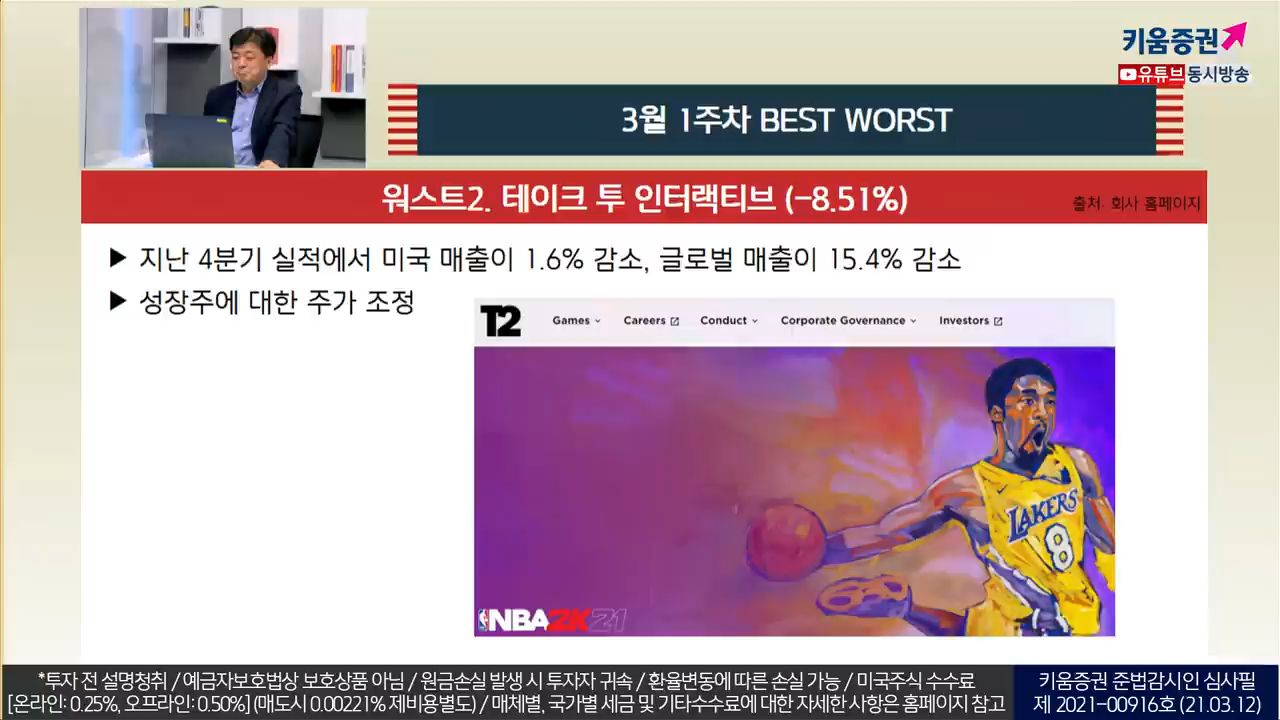 키움증권
유튜브 동시방송
3월 1주차 BEST WORST
워스트2. 테이크 투 인터랙티브 (-8.51%)
출처: 회사 홈페이지
▶ 지난 4분기 실적에서 미국 매출이 1.6% 감소, 글로벌 매출이 15.4% 감소
▶ 성장주에 대한 주가 조정
T2 Games Careers Conduct Corporate Governance Investors
LAKERS
8
NBA 2K21
*투자 전 설명청취 / 예금자보호법상 보호상품 아님 / 원금손실 발생 시 투자자 귀속 / 환율변동에 따른 손실 가능 / 미국주식 수수료
[온라인: 0.25%, 오프라인: 0.50%] (매도시 0.00221% 제비용별도) / 매체별, 국가별 세금 및 기타수수료에 대한 자세한 사항은 홈페이지 참고
키움증권 준법감시인 심사필
제 2021-00916호 (21.03.12)